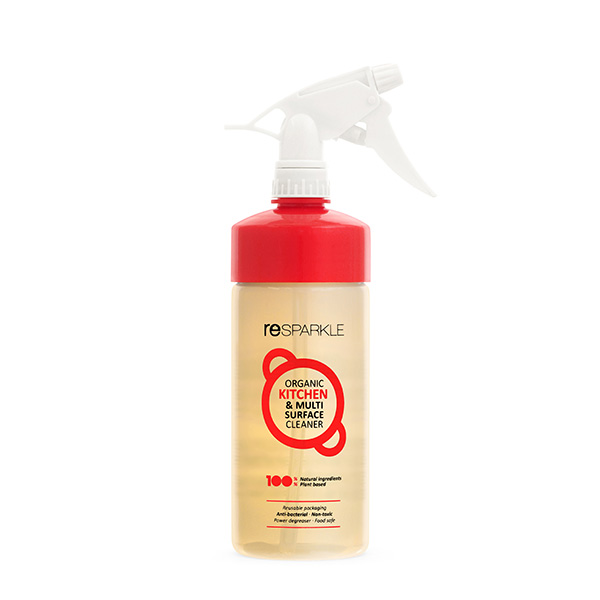 reSPARKLE
ORGANIC
KITCHEN
& MULTI
SURFACE
CLEANER
100% Natural ingredients
% Plant based
Reusable packaging
Anti-bacterial · Non-toxic
Power degreaser · Food safe